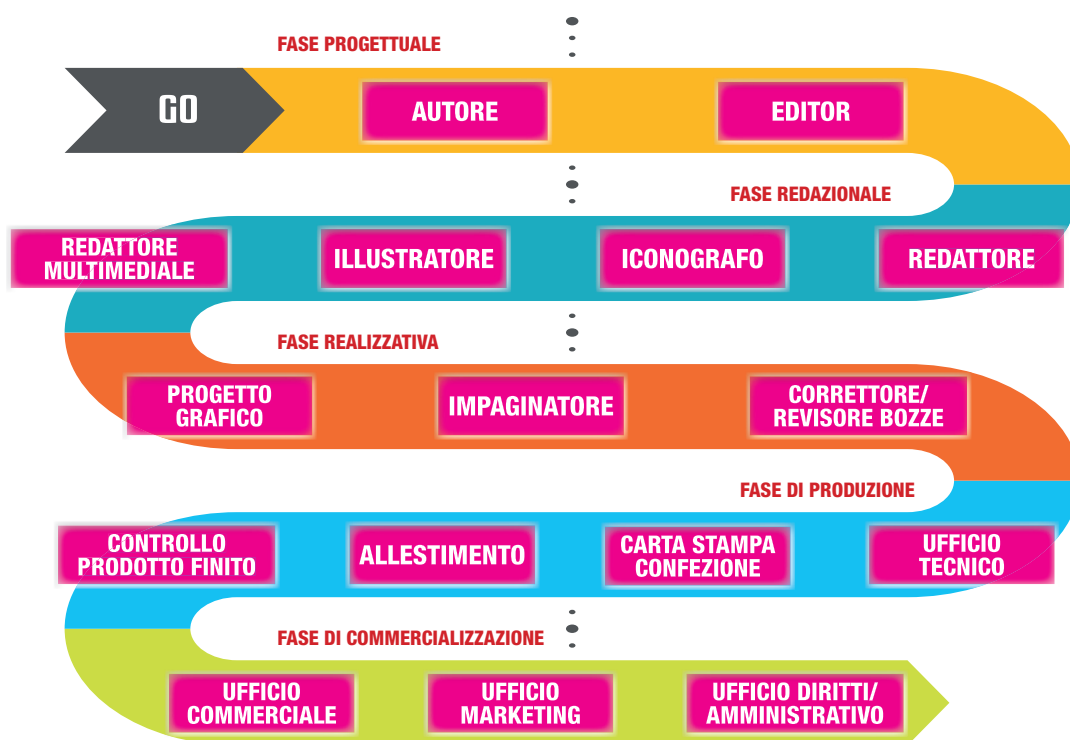 FASE PROGETTUALE
GO
AUTORE
EDITOR
FASE REDAZIONALE
REDATTORE
MULTIMEDIALE
ILLUSTRATORE
ICONOGRAFO
REDATTORE
FASE REALIZZATIVA
PROGETTO
GRAFICO
IMPAGINATORE
CORRETTORE/
REVISORE BOZZE
FASE DI PRODUZIONE
CONTROLLO
PRODOTTO FINITO
ALLESTIMENTO
CARTA STAMPA
CONFEZIONE
UFFICIO
TECNICO
FASE DI COMMERCIALIZZAZIONE
UFFICIO
COMMERCIALE
UFFICIO
MARKETING
UFFICIO DIRITTI/
AMMINISTRATIVO